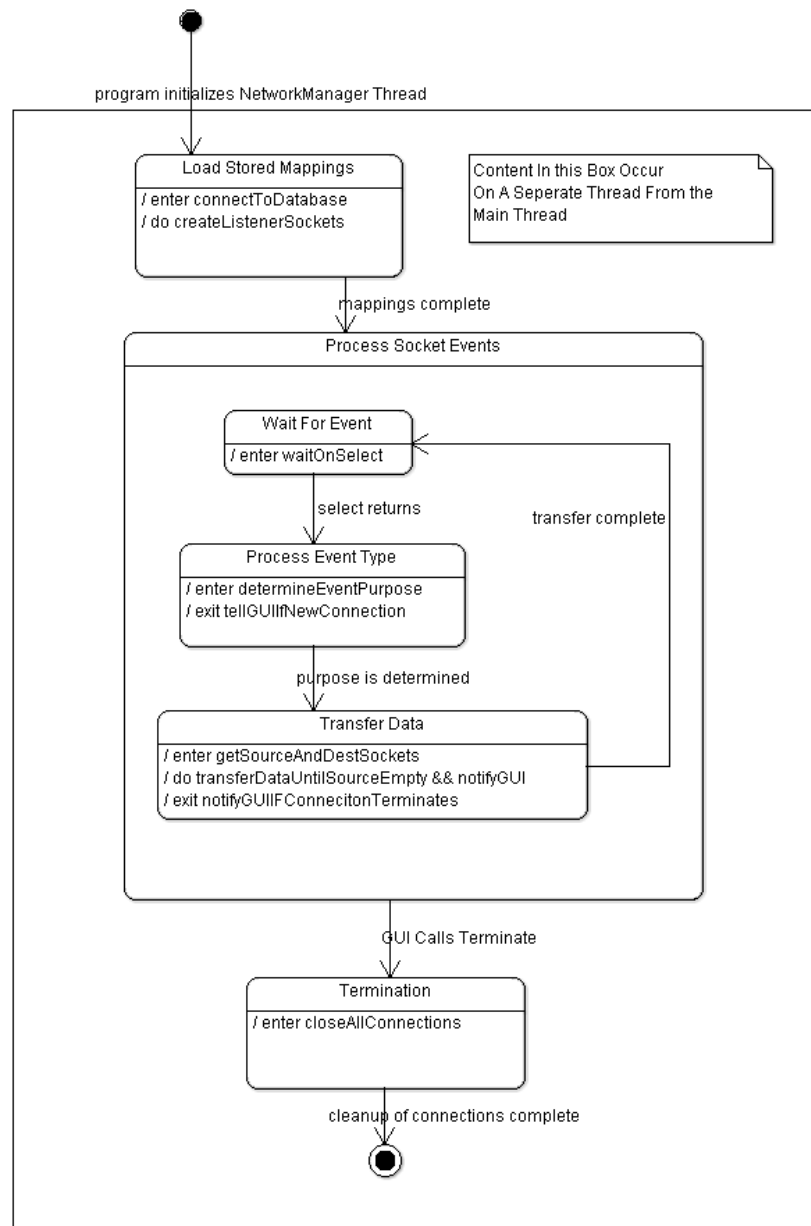 program initializes NetworkManager Thread
Load Stored Mappings
/ enter connectToDatabase
/ do createListenerSockets
Content In this Box Occur
On A Seperate Thread From the
Main Thread
mappings complete
Process Socket Events
Wait For Event
/ enter waitOnSelect
select returns
transfer complete
Process Event Type
/ enter determineEventPurpose
/ exit tellGUIIfNewConnection
purpose is determined
Transfer Data
/ enter getSourceAndDestSockets
/ do transferDataUntilSourceEmpty && notifyGUI
/ exit notifyGUIIFConnecitonTerminates
GUI Calls Terminate
Termination
/ enter closeAllConnections
cleanup of connections complete